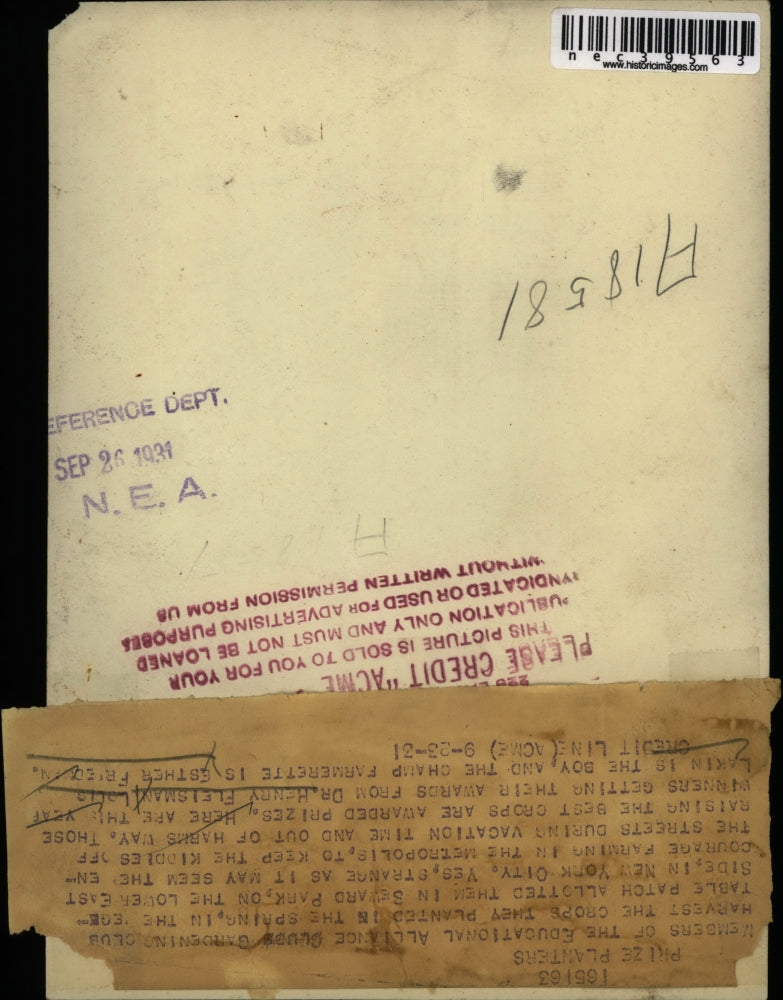 nec39563
www.historicimages.com
A18581
EFERENCE DEPT.
SEP 26 1931
N. E. A.
PLEASE CREDIT "ACME
THIS PICTURE IS SOLD TO YOU FOR YOUR
PUBLICATION ONLY AND MUST NOT BE LOANED
SYNDICATED OR USED FOR ADVERTISING PURPOSES
WITHOUT WRITTEN PERMISSION FROM US
165163
PRIZE PLANTERS
MEMBERS OF THE EDUCATIONAL ALLIANCE GARDENING CLUB
HARVEST THE CROPS THEY PLANTED IN THE SPRING, IN THE VEGE-
TABLE PATCH ALLOTTED THEM IN SEWARD PARK, ON THE LOWER EAST
SIDE, IN NEW YORK CITY. YES, STRANGE AS IT MAY SEEM THEY EN-
COURAGE FARMING IN THE METROPOLIS, TO KEEP THE KIDDIES OFF
THE STREETS DURING VACATION TIME AND OUT OF HARMS WAY. THOSE
RAISING THE BEST CROPS ARE AWARDED PRIZES. HERE ARE THIS YEAR
WINNERS GETTING THEIR AWARDS FROM DR HENRY FLEISMAN LOUIS
LAKIN IS THE BOY AND THE CHAMP FARMERETTE IS ESTHER FRIEDMAN.
CREDIT LINE (ACME) 9-23-31